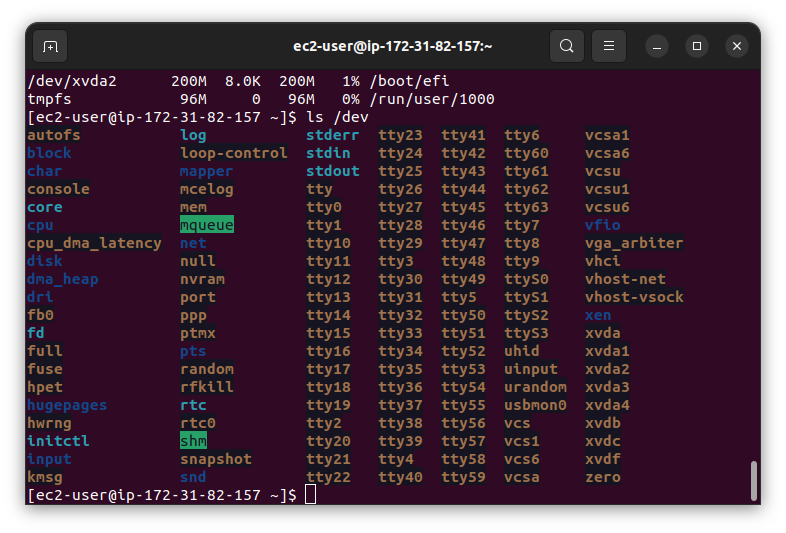 ec2-user@ip-172-31-82-157:~
/dev/xvda2      200M  8.0K  200M   1% /boot/efi
tmpfs            96M     0   96M   0% /run/user/1000
[ec2-user@ip-172-31-82-157 ~]$ ls /dev
autofs           log           stderr  tty23  tty41  tty6     vcsa1
block            loop-control  stdin   tty24  tty42  tty60    vcsa6
char             mapper        stdout  tty25  tty43  tty61    vcsu
console          mcelog        tty     tty26  tty44  tty62    vcsu1
core             mem           tty0    tty27  tty45  tty63    vcsu6
cpu              mqueue        tty1    tty28  tty46  tty7     vfio
cpu_dma_latency  net           tty10   tty29  tty47  tty8     vga_arbiter
disk             null          tty11   tty3   tty48  tty9     vhci
dma_heap         nvram         tty12   tty30  tty49  ttyS0    vhost-net
dri              port          tty13   tty31  tty5   ttyS1    vhost-vsock
fb0              ppp           tty14   tty32  tty50  ttyS2    xen
fd               ptmx          tty15   tty33  tty51  ttyS3    xvda
full             pts           tty16   tty34  tty52  uhid     xvda1
fuse             random        tty17   tty35  tty53  uinput   xvda2
hpet             rfkill        tty18   tty36  tty54  urandom  xvda3
hugepages        rtc           tty19   tty37  tty55  usbmon0  xvda4
hwrng            rtc0          tty2    tty38  tty56  vcs      xvdb
initctl          shm           tty20   tty39  tty57  vcs1     xvdc
input            snapshot      tty21   tty4   tty58  vcs6     xvdf
kmsg             snd           tty22   tty40  tty59  vcsa     zero
[ec2-user@ip-172-31-82-157 ~]$